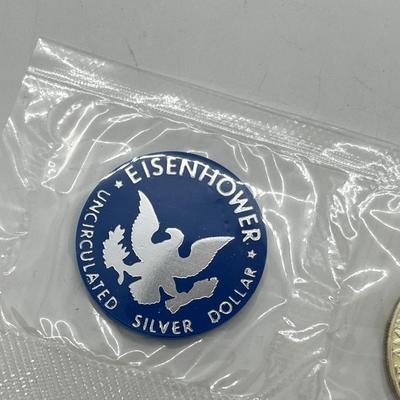 ★ EISENHOWER ★
UNCIRCULATED SILVER DOLLAR